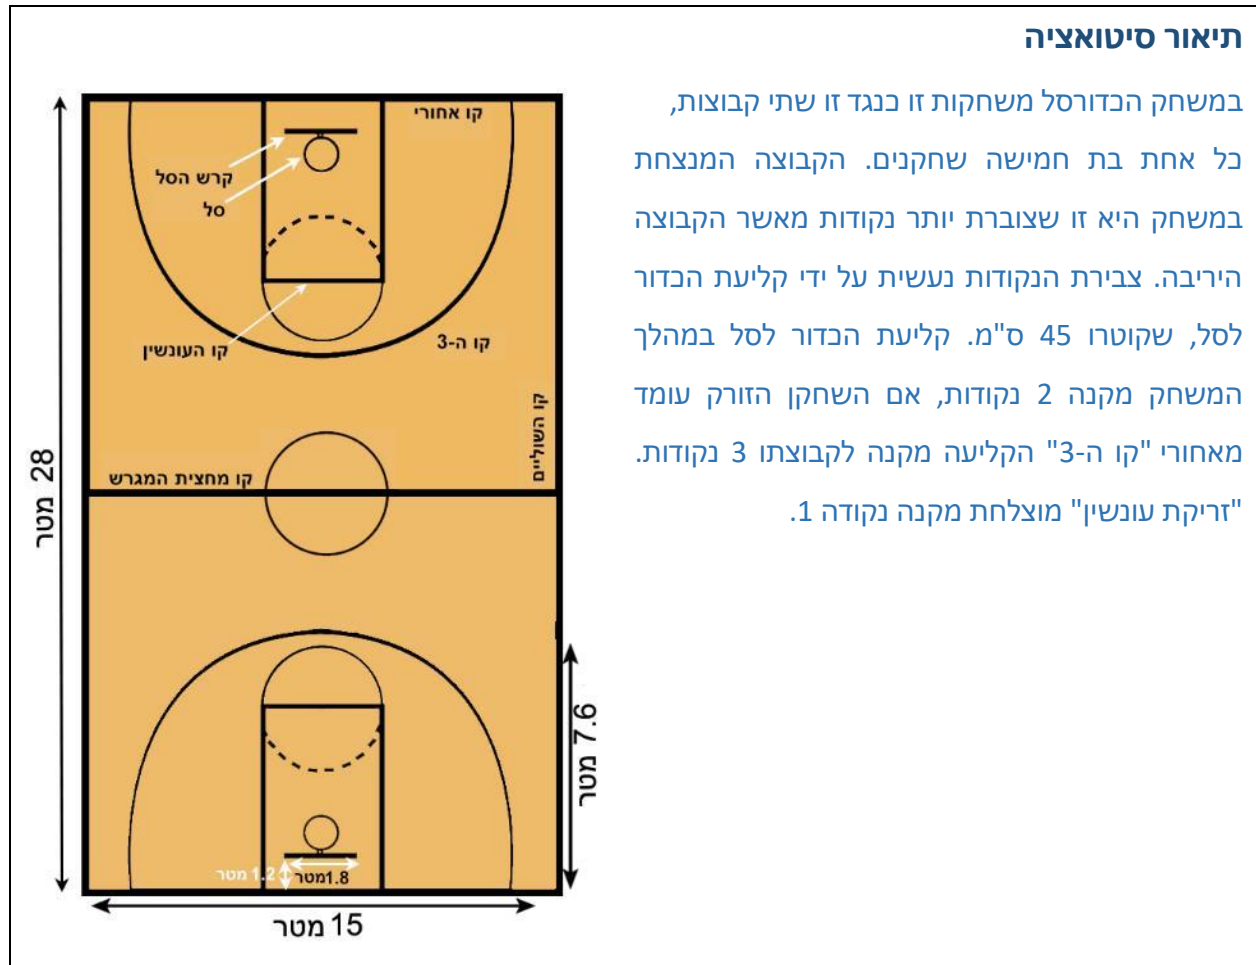 תיאור סיטואציה
במשחק הכדורסל משחקות זו כנגד זו שתי קבוצות,
כל אחת בת חמישה שחקנים. הקבוצה המנצחת
במשחק היא זו שצוברת יותר נקודות מאשר הקבוצה
היריבה. צבירת הנקודות נעשית על ידי קליעת הכדור
לסל, שקוטרו 45 ס"מ. קליעת הכדור לסל במהלך
המשחק מקנה 2 נקודות, אם השחקן הזורק עומד
מאחורי "קו ה-3" הקליעה מקנה לקבוצתו 3 נקודות.
"זריקת עונשין" מוצלחת מקנה נקודה 1.
קו אחורי
קרש הסל
סל
קו העונשין
קו ה-3
קו השוליים
קו מחצית המגרש
28 מטר
7.6 מטר
1.2 מטר
1.8מטר
15 מטר